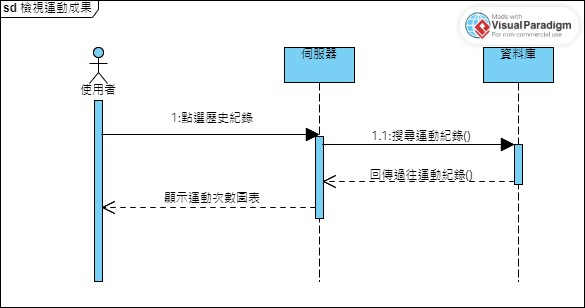 sd 檢視運動成果
Made with
Visual Paradigm
For non-commercial use
使用者
伺服器
資料庫
1:點選歷史紀錄
1.1:搜尋運動紀錄()
回傳過往運動紀錄()
顯示運動次數圖表